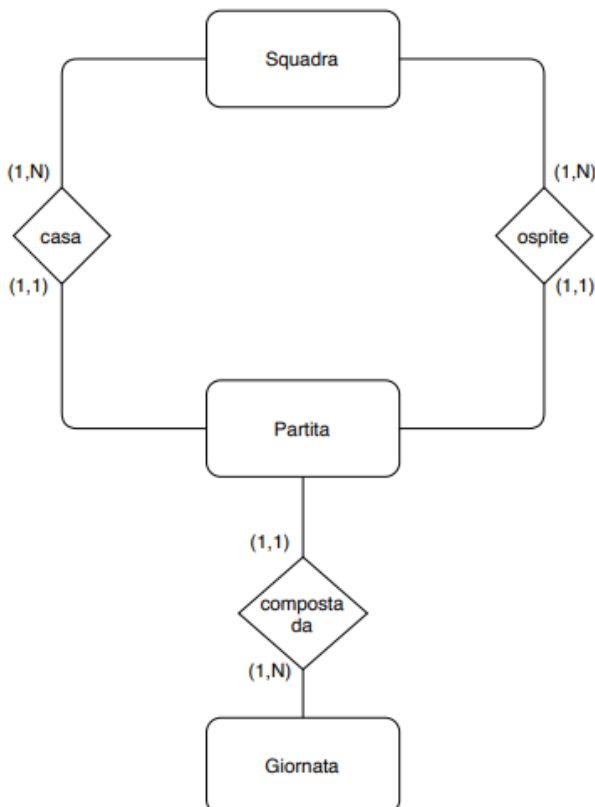 Squadra
(1,N)
(1,N)
casa
ospite
(1,1)
(1,1)
Partita
(1,1)
composta
da
(1,N)
Giornata